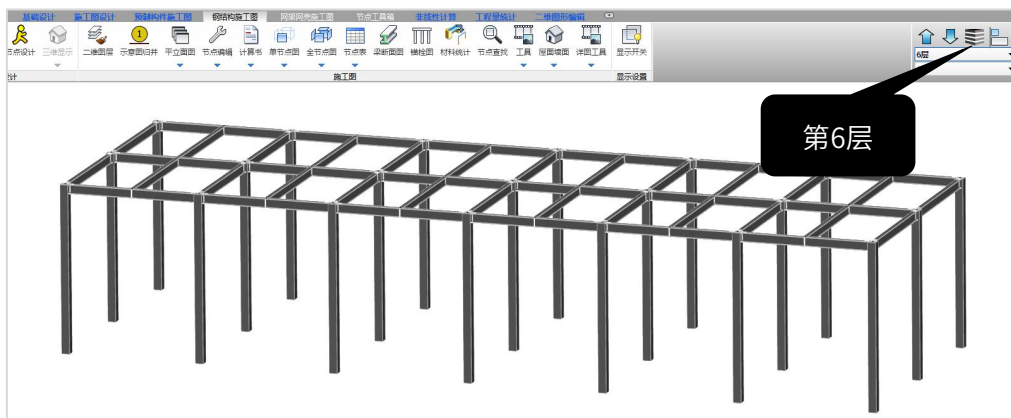 基础设计 施工图设计 预制构件施工图 钢结构施工图 网架网壳施工图 节点工具箱 非线性计算 工程量统计 二维图形编辑
节点设计 三维显示 二维图层 示意图归并 平立面图 节点编辑 计算书 单节点图 全节点图 节点表 梁断面图 锚栓图 材料统计 节点查找 工具 屋面墙面 详图工具 显示开关
6层
设计 施工图 显示设置
第6层